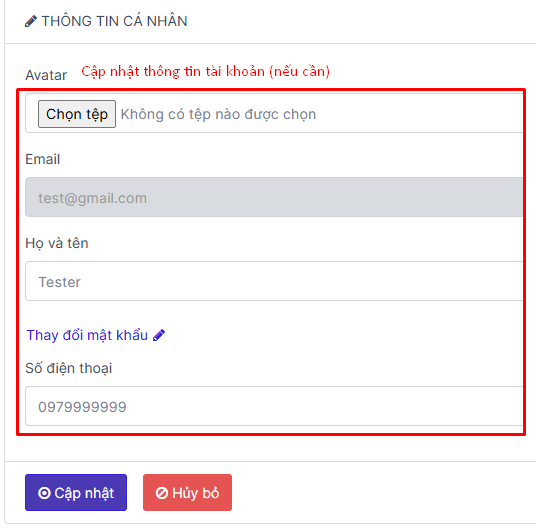 THÔNG TIN CÁ NHÂN
Avatar Cập nhật thông tin tài khoản (nếu cần)
Chọn tệp Không có tệp nào được chọn
Email
test@gmail.com
Họ và tên
Tester
Thay đổi mật khẩu
Số điện thoại
0979999999
Cập nhật Hủy bỏ